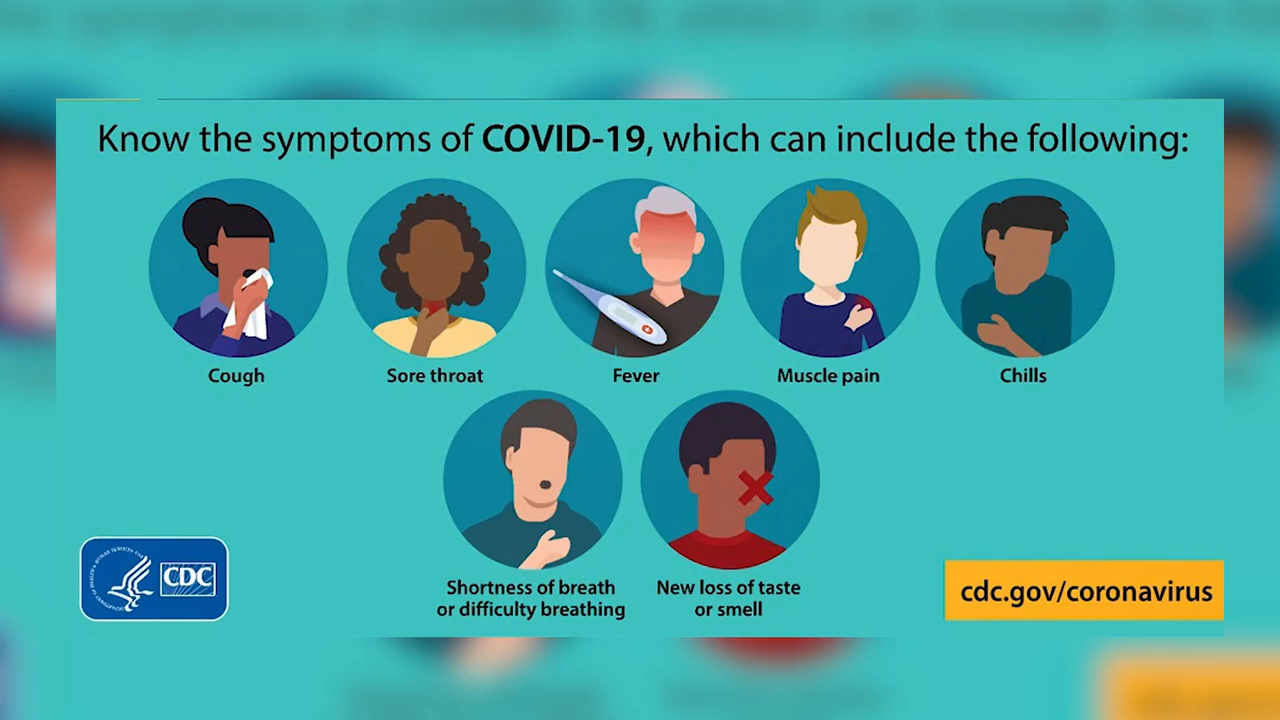 Know the symptoms of COVID-19, which can include the following:
Cough
Sore throat
Fever
Muscle pain
Chills
Shortness of breath
or difficulty breathing
New loss of taste
or smell
CDC
cdc.gov/coronavirus